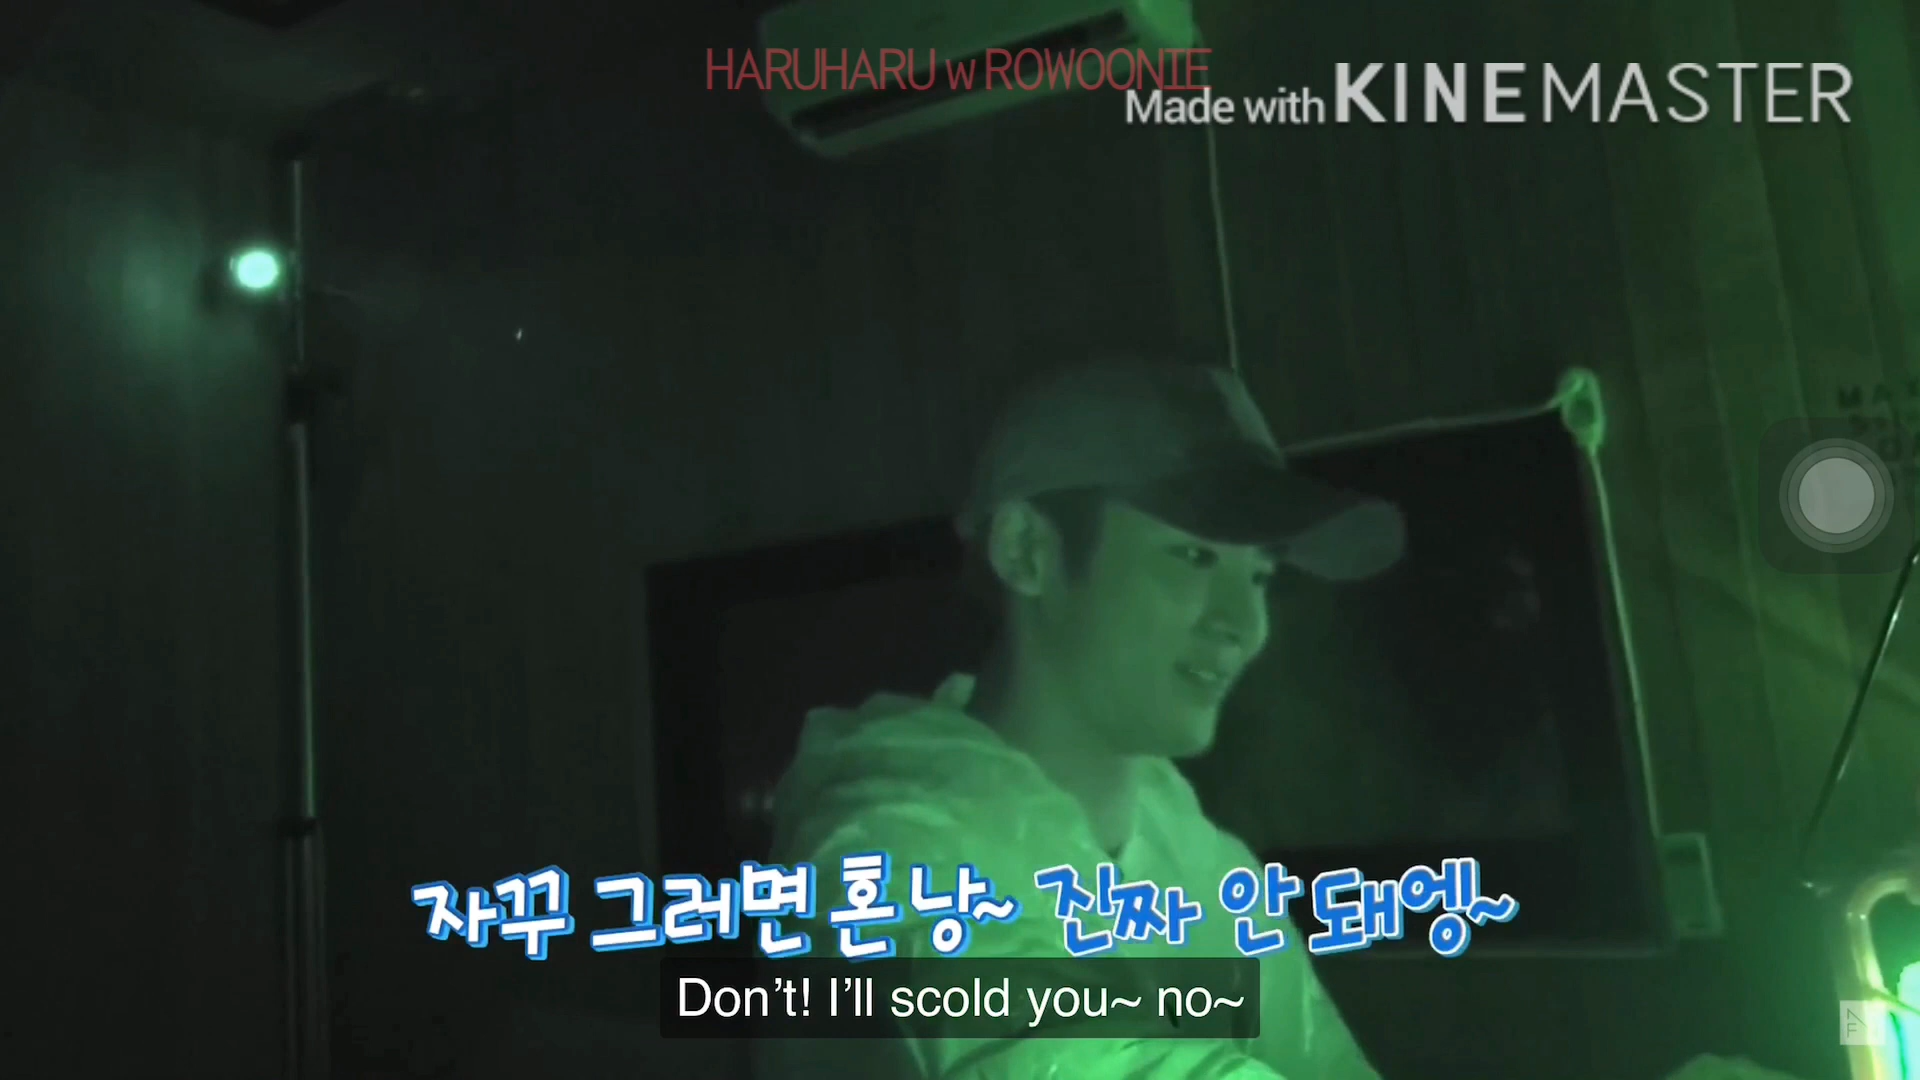 HARUHARU w ROWOONIE
Made with KINEMASTER
자꾸 그러면 혼낭~ 진짜 안 돼엥~
Don't! I'll scold you~ no~